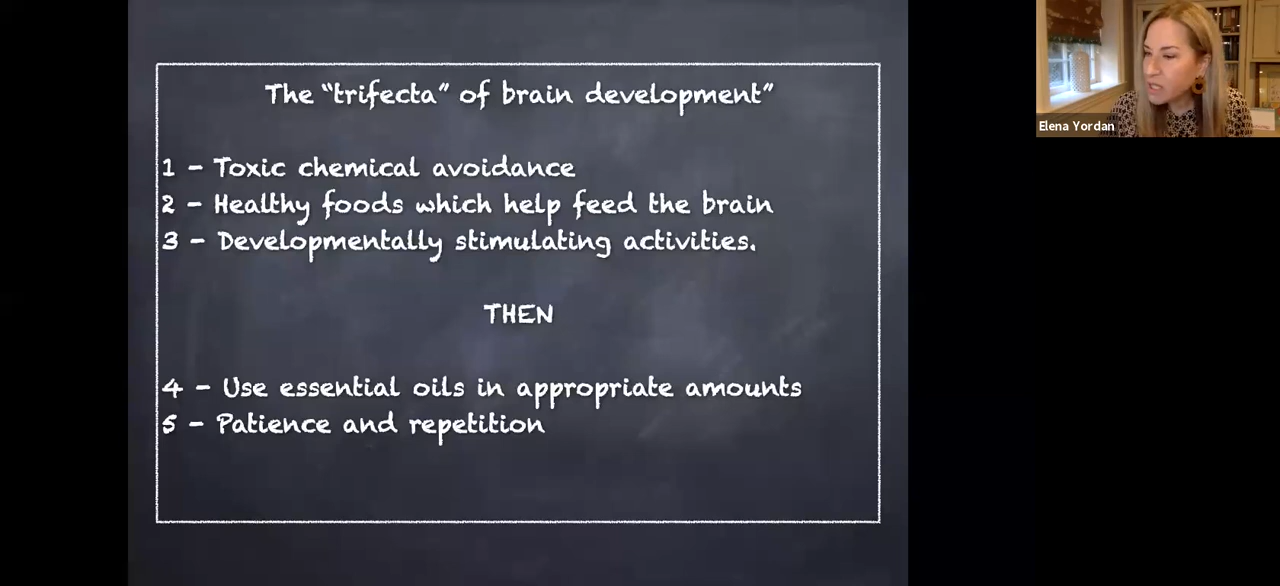 The “trifecta” of brain development”
1 - Toxic chemical avoidance
2 - Healthy foods which help feed the brain
3 - Developmentally stimulating activities.
THEN
4 - Use essential oils in appropriate amounts
5 - Patience and repetition
Elena Yordan